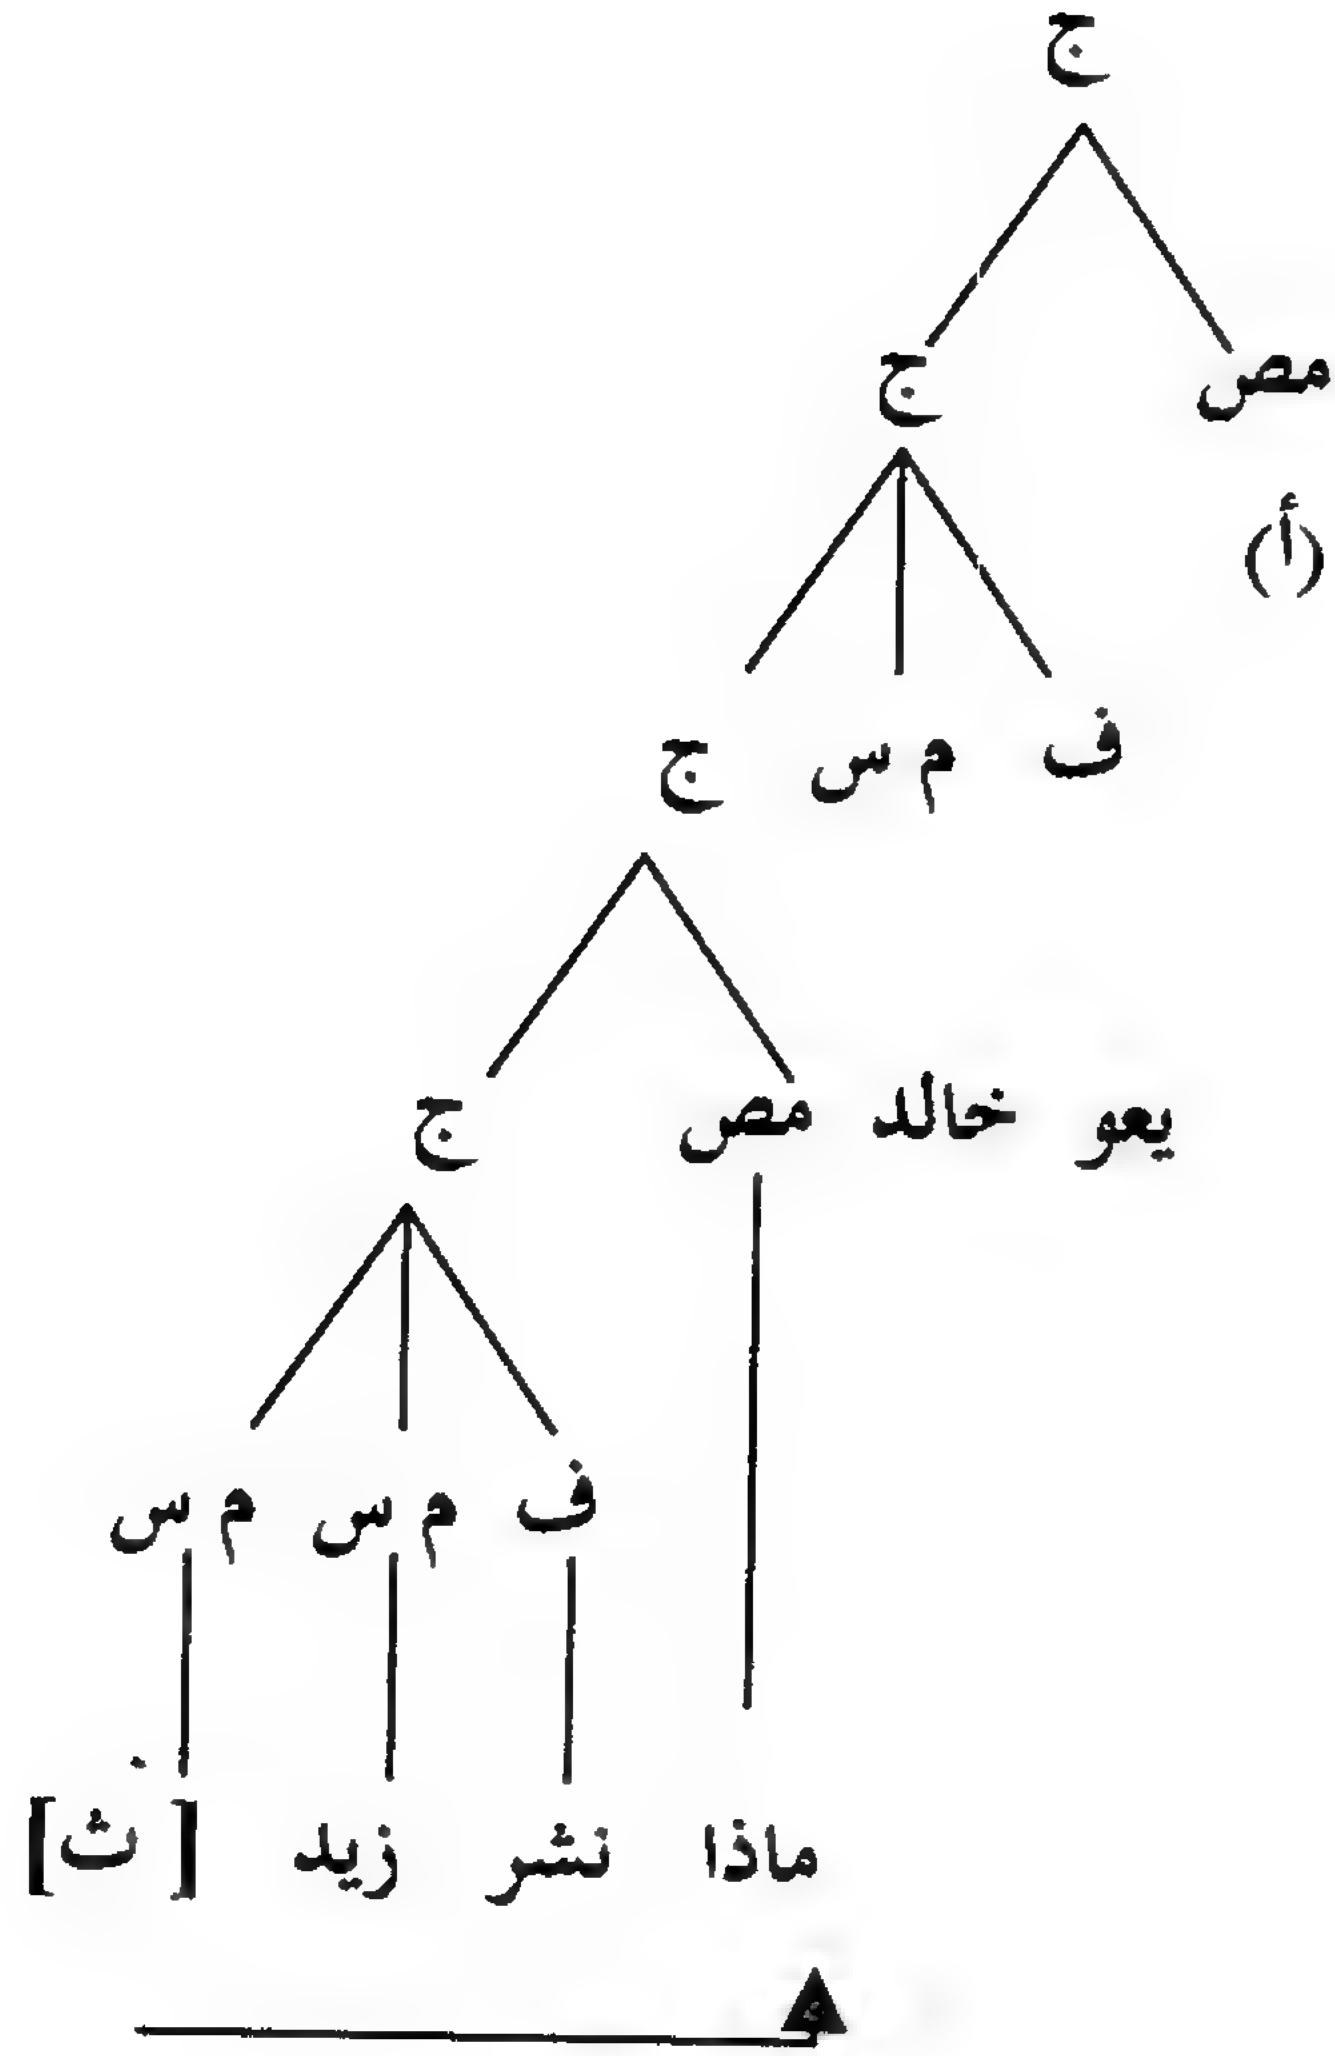 ج
مص ج
(أ)
ف م س ج
يعو خالد مص ج
ف م س م س
ماذا نشر زيد [ ث ]